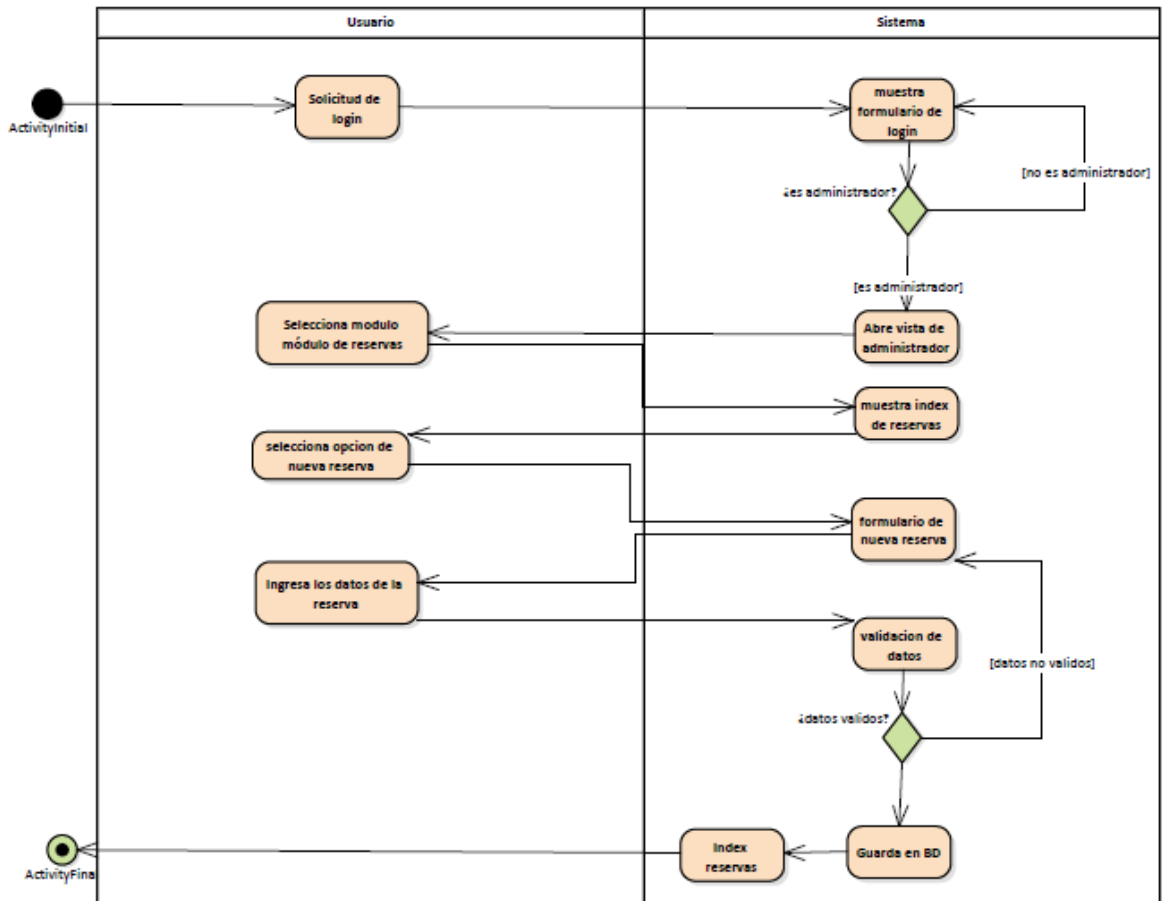 Usuario
Sistema
ActivityInitial
Solicitud de
login
muestra
formulario de
login
[no es administrador]
¿es administrador?
[es administrador]
Selecciona modulo
módulo de reservas
Abre vista de
administrador
muestra index
de reservas
selecciona opcion de
nueva reserva
formulario de
nueva reserva
Ingresa los datos de la
reserva
validacion de
datos
[datos no validos]
¿datos validos?
ActivityFina
Index
reservas
Guarda en BD